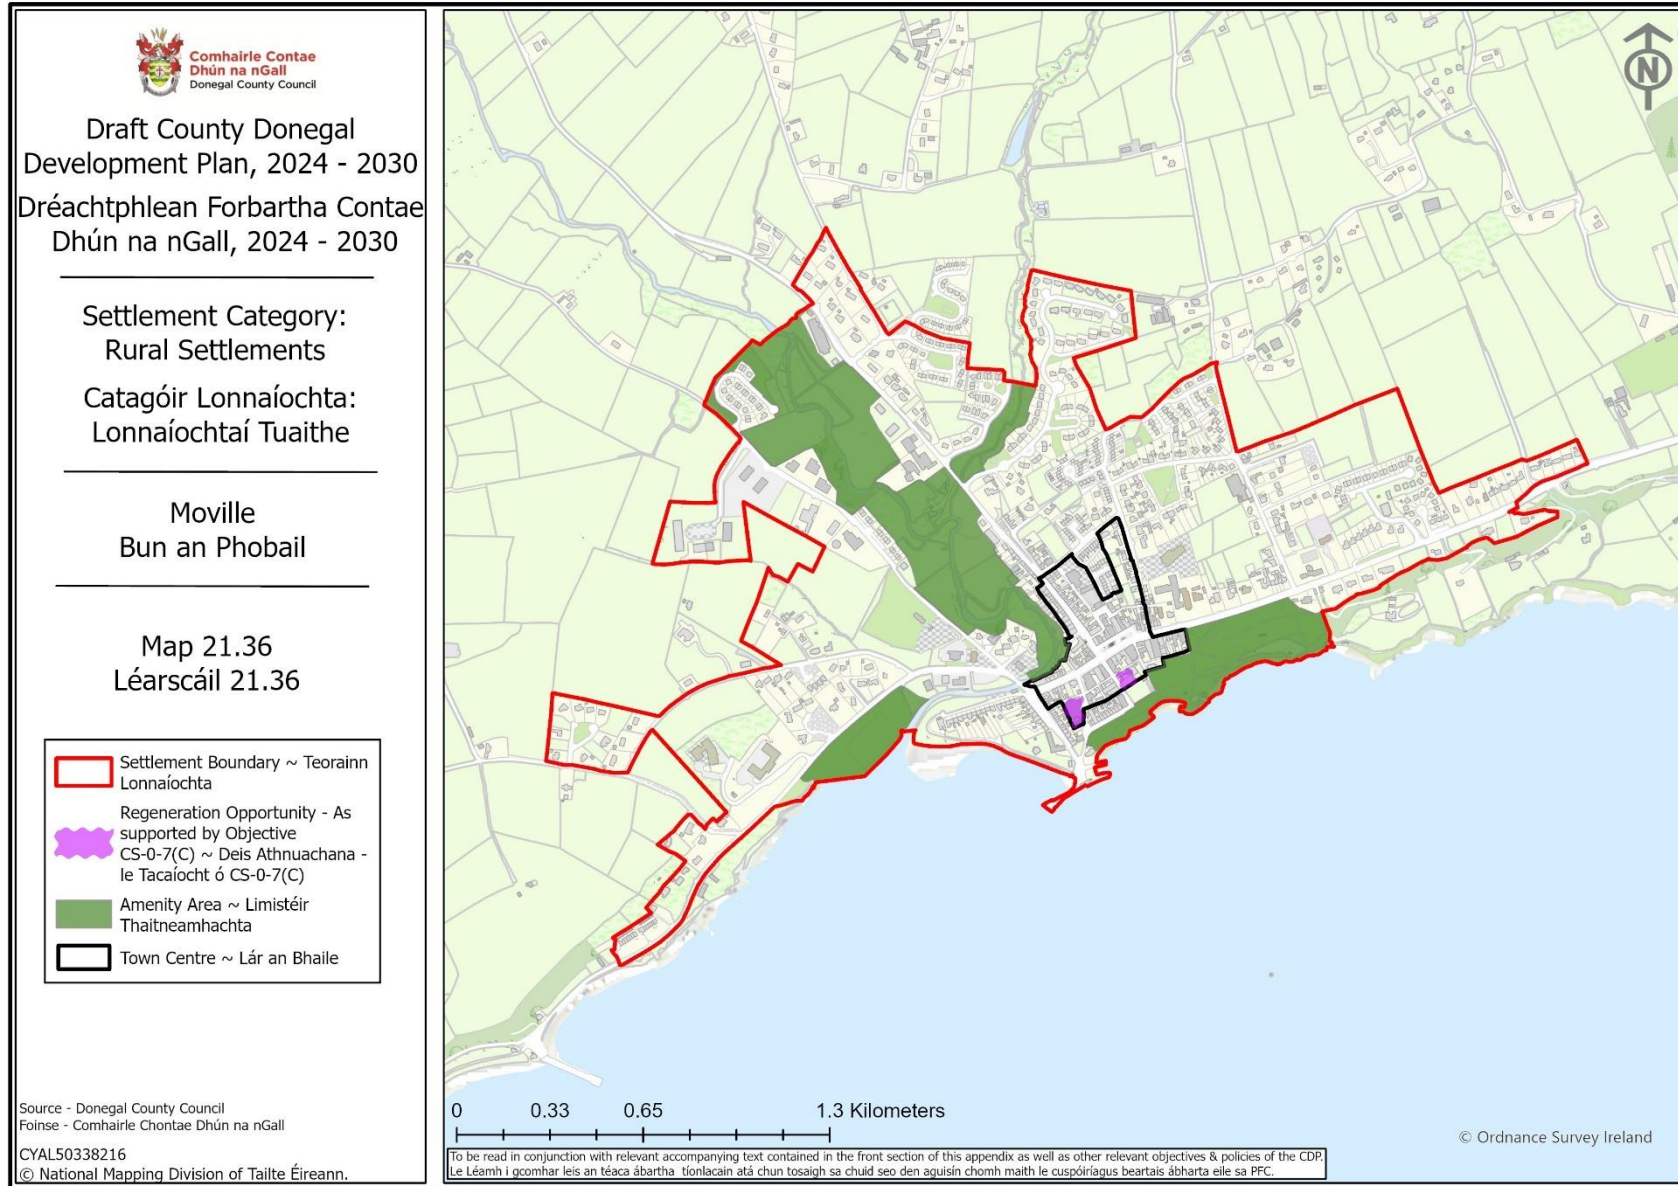 Comhairle Contae
Dhún na nGall
Donegal County Council
Draft County Donegal
Development Plan, 2024 - 2030
Dréachtphlean Forbartha Contae
Dhún na nGall, 2024 - 2030
Settlement Category:
Rural Settlements
Catagóir Lonnaíochta:
Lonnaíochtaí Tuaithe
Moville
Bun an Phobail
Map 21.36
Léarscáil 21.36
Settlement Boundary ~ Teorainn
Lonnaíochta
Regeneration Opportunity - As
supported by Objective
CS-0-7(C) ~ Deis Athnuachana -
le Tacaíocht ó CS-0-7(C)
Amenity Area ~ Limistéir
Thaitneamhachta
Town Centre ~ Lár an Bhaile
Source - Donegal County Council
Foinse - Comhairle Chontae Dhún na nGall
CYAL50338216
© National Mapping Division of Tailte Éireann.
N
0 0.33 0.65 1.3 Kilometers
© Ordnance Survey Ireland
To be read in conjunction with relevant accompanying text contained in the front section of this appendix as well as other relevant objectives & policies of the CDP.
Le Léamh i gcomhar leis an téaca ábartha tíonlacain atá chun tosaigh sa chuid seo den aguisín chomh maith le cuspóiríagus beartais ábharta eile sa PFC.